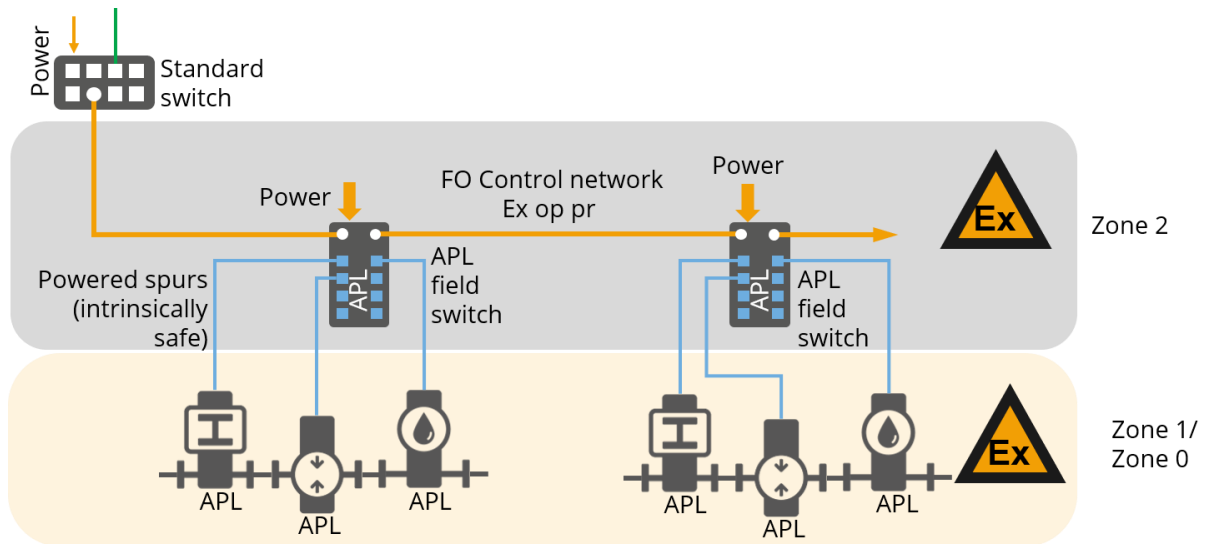 Power
Standard
switch
Power
FO Control network
Ex op pr
Power
Ex
Zone 2
Powered spurs
(intrinsically
safe)
APL
APL
field
switch
APL
APL
field
switch
Ex
Zone 1/
Zone 0
APL
APL
APL
APL
APL
APL